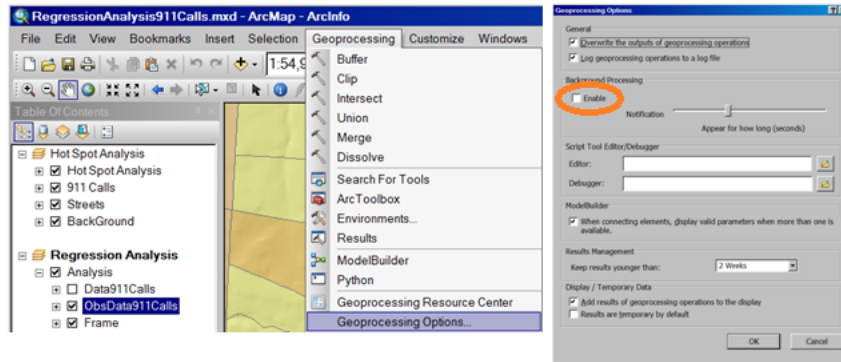 RegressionAnalysis911Calls.mxd - ArcMap - ArcInfo
File Edit View Bookmarks Insert Selection Geoprocessing Customize Windows
1:54,9
Table Of Contents
Hot Spot Analysis
Hot Spot Analysis
911 Calls
Streets
BackGround
Regression Analysis
Analysis
Data911Calls
ObsData911Calls
Frame
Buffer
Clip
Intersect
Union
Merge
Dissolve
Search For Tools
ArcToolbox
Environments...
Results
ModelBuilder
Python
Geoprocessing Resource Center
Geoprocessing Options...
Geoprocessing Options
General
Overwrite the outputs of geoprocessing operations
Log geoprocessing operations to a log file
Background Processing
Enable
Notification
Appear for how long (seconds)
Script Tool Editor/Debugger
Editor:
Debugger:
ModelBuilder
When connecting elements, display valid parameters when more than one is
available.
Results Management
Keep results younger than: 2 Weeks
Display / Temporary Data
Add results of geoprocessing operations to the display
Results are temporary by default
OK Cancel